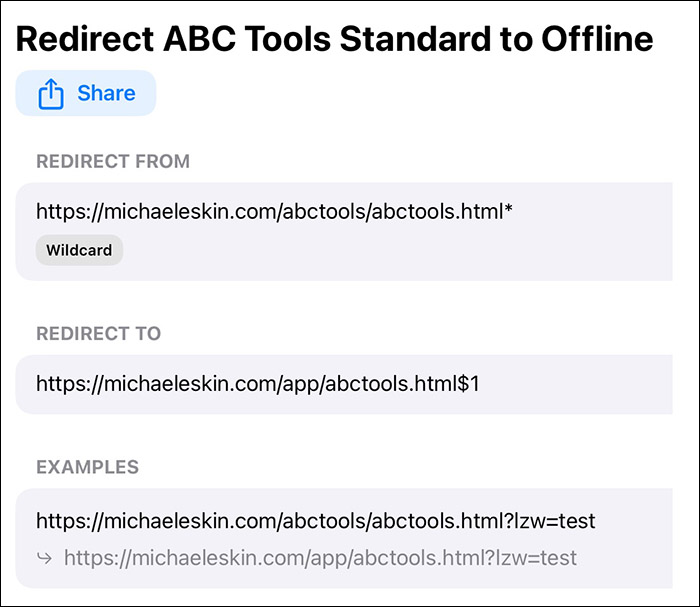 Redirect ABC Tools Standard to Offline
Share
REDIRECT FROM
https://michaeleskin.com/abctools/abctools.html*
Wildcard
REDIRECT TO
https://michaeleskin.com/app/abctools.html$1
EXAMPLES
https://michaeleskin.com/abctools/abctools.html?lzw=test
↪ https://michaeleskin.com/app/abctools.html?lzw=test